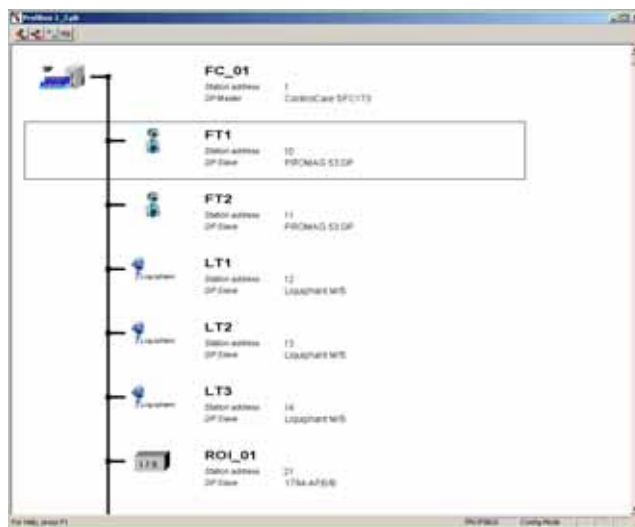 FC_01
Station address 1
DP Master
FT1
Station address 10
DP Slave PROMAG 53 DP
FT2
Station address 11
DP Slave PROMAG 53 DP
LT1
Station address 12
DP Slave Liquiphant M/S
LT2
Station address 13
DP Slave Liquiphant M/S
LT3
Station address 14
DP Slave Liquiphant M/S
ROI_01
Station address 21
DP Slave
For Help, press F1 Config Mode